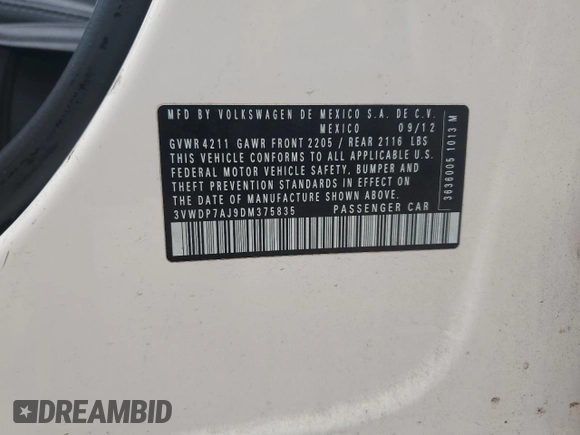 MFD BY VOLKSWAGEN DE MEXICO S.A. DE C.V.
MEXICO 09/12
GVWR 4211 GAWR FRONT 2205 / REAR 2116 LBS
THIS VEHICLE CONFORMS TO ALL APPLICABLE U.S.
FEDERAL MOTOR VEHICLE SAFETY, BUMPER AND
THEFT PREVENTION STANDARDS IN EFFECT ON
THE DATE OF MANUFACTURE SHOWN ABOVE.
3VWDP7AJ9DM375835 PASSENGER CAR
3636005 1013 M
DREAMBID